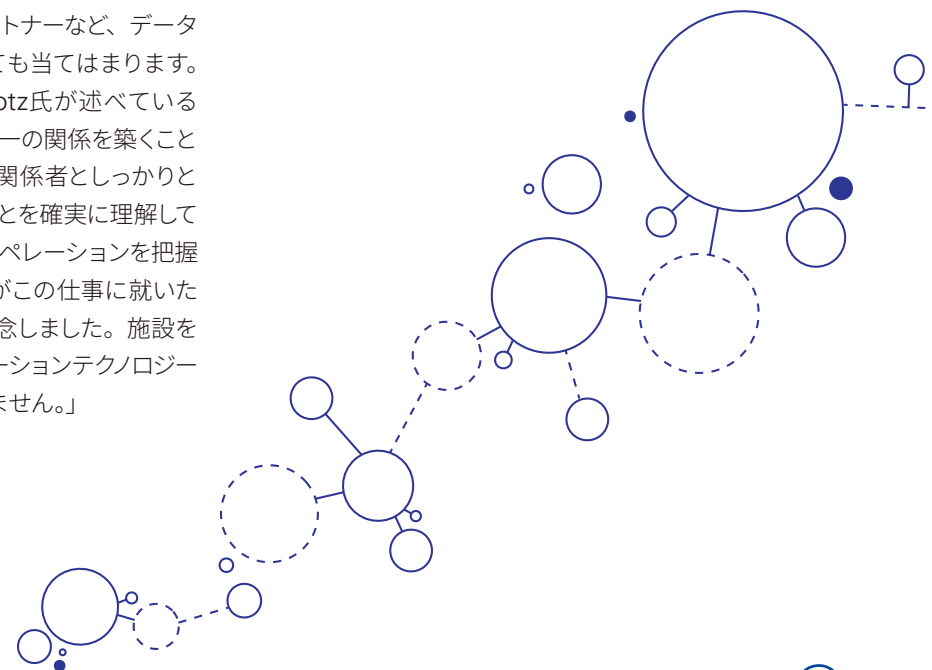 トナーなど、データ
ても当てはまります。
otz氏が述べている
ーの関係を築くこと
関係者としっかりと
とを確実に理解して
ペレーションを把握
がこの仕事に就いた
念しました。施設を
ーションテクノロジー
ません。」